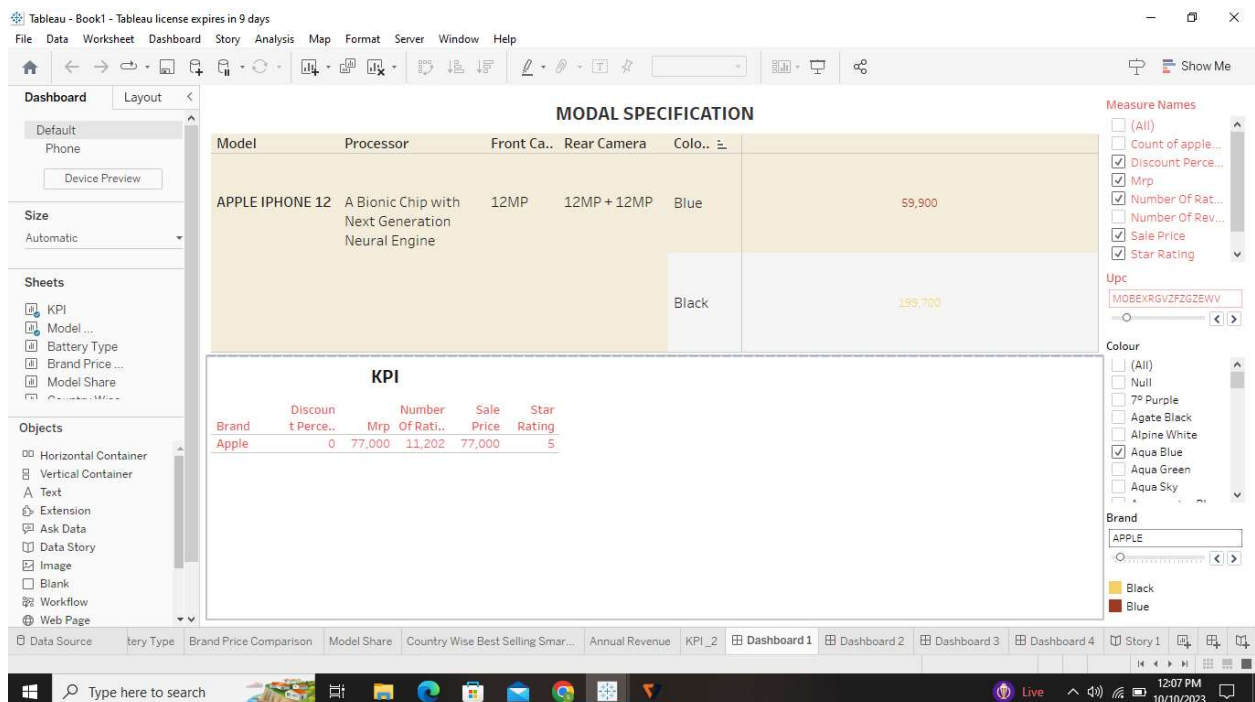 Tableau - Book1 - Tableau license expires in 9 days
File Data Worksheet Dashboard Story Analysis Map Format Server Window Help
Show Me
Dashboard Layout
Default
Phone
Device Preview
Size
Automatic
Sheets
KPI
Model ...
Battery Type
Brand Price ...
Model Share
Objects
Horizontal Container
Vertical Container
A Text
Extension
Ask Data
Data Story
Image
Blank
Workflow
Web Page
MODAL SPECIFICATION
Model Processor Front Ca.. Rear Camera Colo..
APPLE IPHONE 12 A Bionic Chip with 12MP 12MP + 12MP Blue 59,900
Next Generation
Neural Engine
Black 199,700
KPI
Discoun Number Sale Star
Brand t Perce.. Mrp Of Rati.. Price Rating
Apple 0 77,000 11,202 77,000 5
Measure Names
(All)
Count of apple...
Discount Perce...
Mrp
Number Of Rat...
Number Of Rev...
Sale Price
Star Rating
Upc
MOBEXRGVZFZGZEWV
Colour
(All)
Null
7º Purple
Agate Black
Alpine White
Aqua Blue
Aqua Green
Aqua Sky
Brand
APPLE
Black
Blue
Data Source tery Type Brand Price Comparison Model Share Country Wise Best Selling Smar... Annual Revenue KPI_2 Dashboard 1 Dashboard 2 Dashboard 3 Dashboard 4 Story 1
Type here to search
Live
12:07 PM
10/10/2023